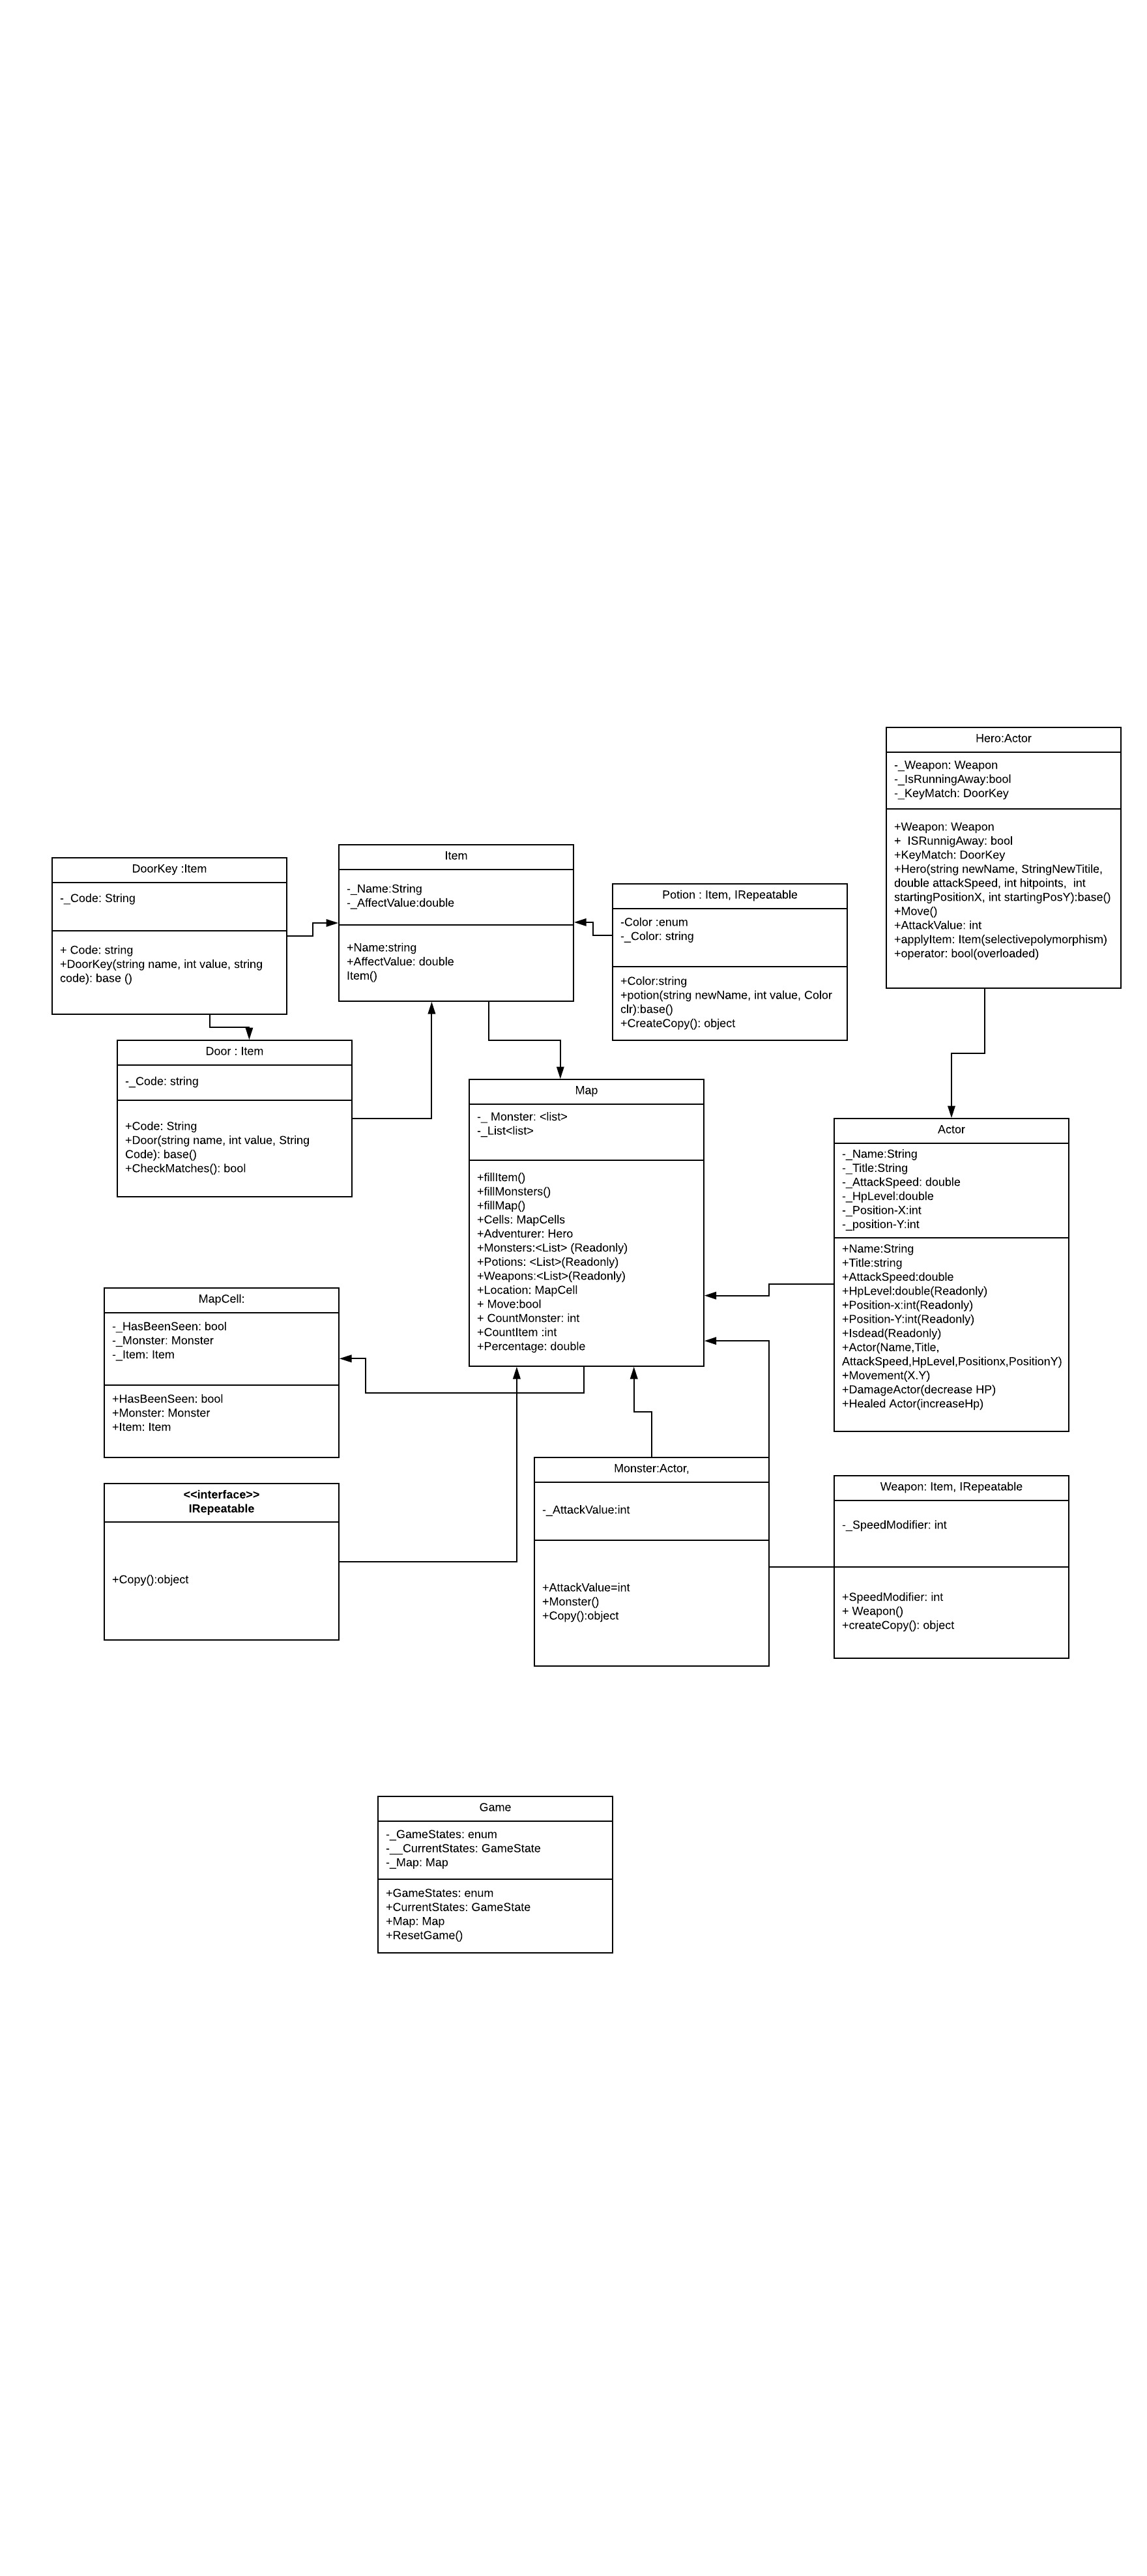 Hero:Actor
-_Weapon: Weapon
-_IsRunningAway:bool
-_KeyMatch: DoorKey
+Weapon: Weapon
+  ISRunnigAway: bool
+KeyMatch: DoorKey
+Hero(string newName, StringNewTitile,
double attackSpeed, int hitpoints,  int
startingPositionX, int startingPosY):base()
+Move()
+AttackValue: int
+applyItem: Item(selectivepolymorphism)
+operator: bool(overloaded)
DoorKey :Item
-_Code: String
+ Code: string
+DoorKey(string name, int value, string
code): base ()
Item
-_Name:String
-_AffectValue:double
+Name:string
+AffectValue: double
Item()
Potion : Item, IRepeatable
-Color :enum
-_Color: string
+Color:string
+potion(string newName, int value, Color
clr):base()
+CreateCopy(): object
Door : Item
-_Code: string
+Code: String
+Door(string name, int value, String
Code): base()
+CheckMatches(): bool
Map
-_ Monster: <list>
-_List<list>
+fillItem()
+fillMonsters()
+fillMap()
+Cells: MapCells
+Adventurer: Hero
+Monsters:<List> (Readonly)
+Potions: <List>(Readonly)
+Weapons:<List>(Readonly)
+Location: MapCell
+ Move:bool
+ CountMonster: int
+CountItem :int
+Percentage: double
Actor
-_Name:String
-_Title:String
-_AttackSpeed: double
-_HpLevel:double
-_Position-X:int
-_position-Y:int
+Name:String
+Title:string
+AttackSpeed:double
+HpLevel:double(Readonly)
+Position-x:int(Readonly)
+Position-Y:int(Readonly)
+Isdead(Readonly)
+Actor(Name,Title,
AttackSpeed,HpLevel,Positionx,PositionY)
+Movement(X.Y)
+DamageActor(decrease HP)
+Healed Actor(increaseHp)
MapCell:
-_HasBeenSeen: bool
-_Monster: Monster
-_Item: Item
+HasBeenSeen: bool
+Monster: Monster
+Item: Item
<<interface>>
IRepeatable
+Copy():object
Monster:Actor,
-_AttackValue:int
+AttackValue=int
+Monster()
+Copy():object
Weapon: Item, IRepeatable
-_SpeedModifier: int
+SpeedModifier: int
+ Weapon()
+createCopy(): object
Game
-_GameStates: enum
-__CurrentStates: GameState
-_Map: Map
+GameStates: enum
+CurrentStates: GameState
+Map: Map
+ResetGame()